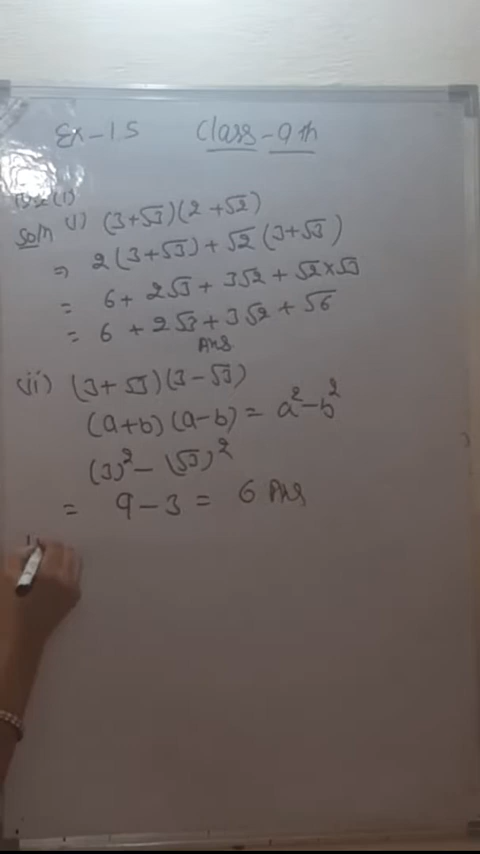 Ex-1.5 Class-9th
Soln (i) (3+√3)(2+√2)
⇒ 2(3+√3)+√2(3+√3)
= 6+2√3+3√2+√2×√3
= 6+2√3+3√2+√6
Ans
(ii) (3+√3)(3-√3)
(a+b)(a-b)=a²-b²
(3)²-(√3)²
= 9-3= 6 Ans